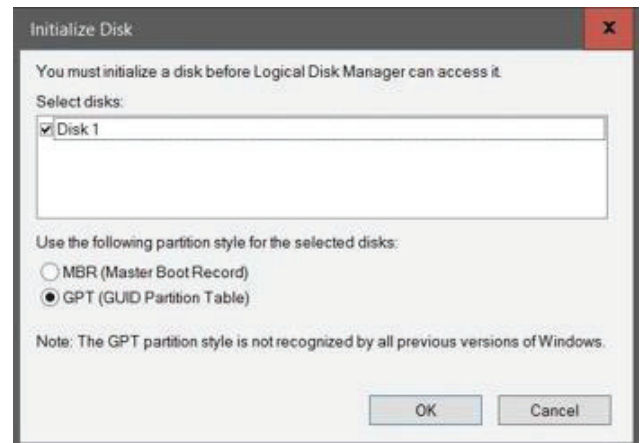 Initialize Disk
You must initialize a disk before Logical Disk Manager can access it.
Select disks:
Disk 1
Use the following partition style for the selected disks:
MBR (Master Boot Record)
GPT (GUID Partition Table)
Note: The GPT partition style is not recognized by all previous versions of Windows.
OK Cancel